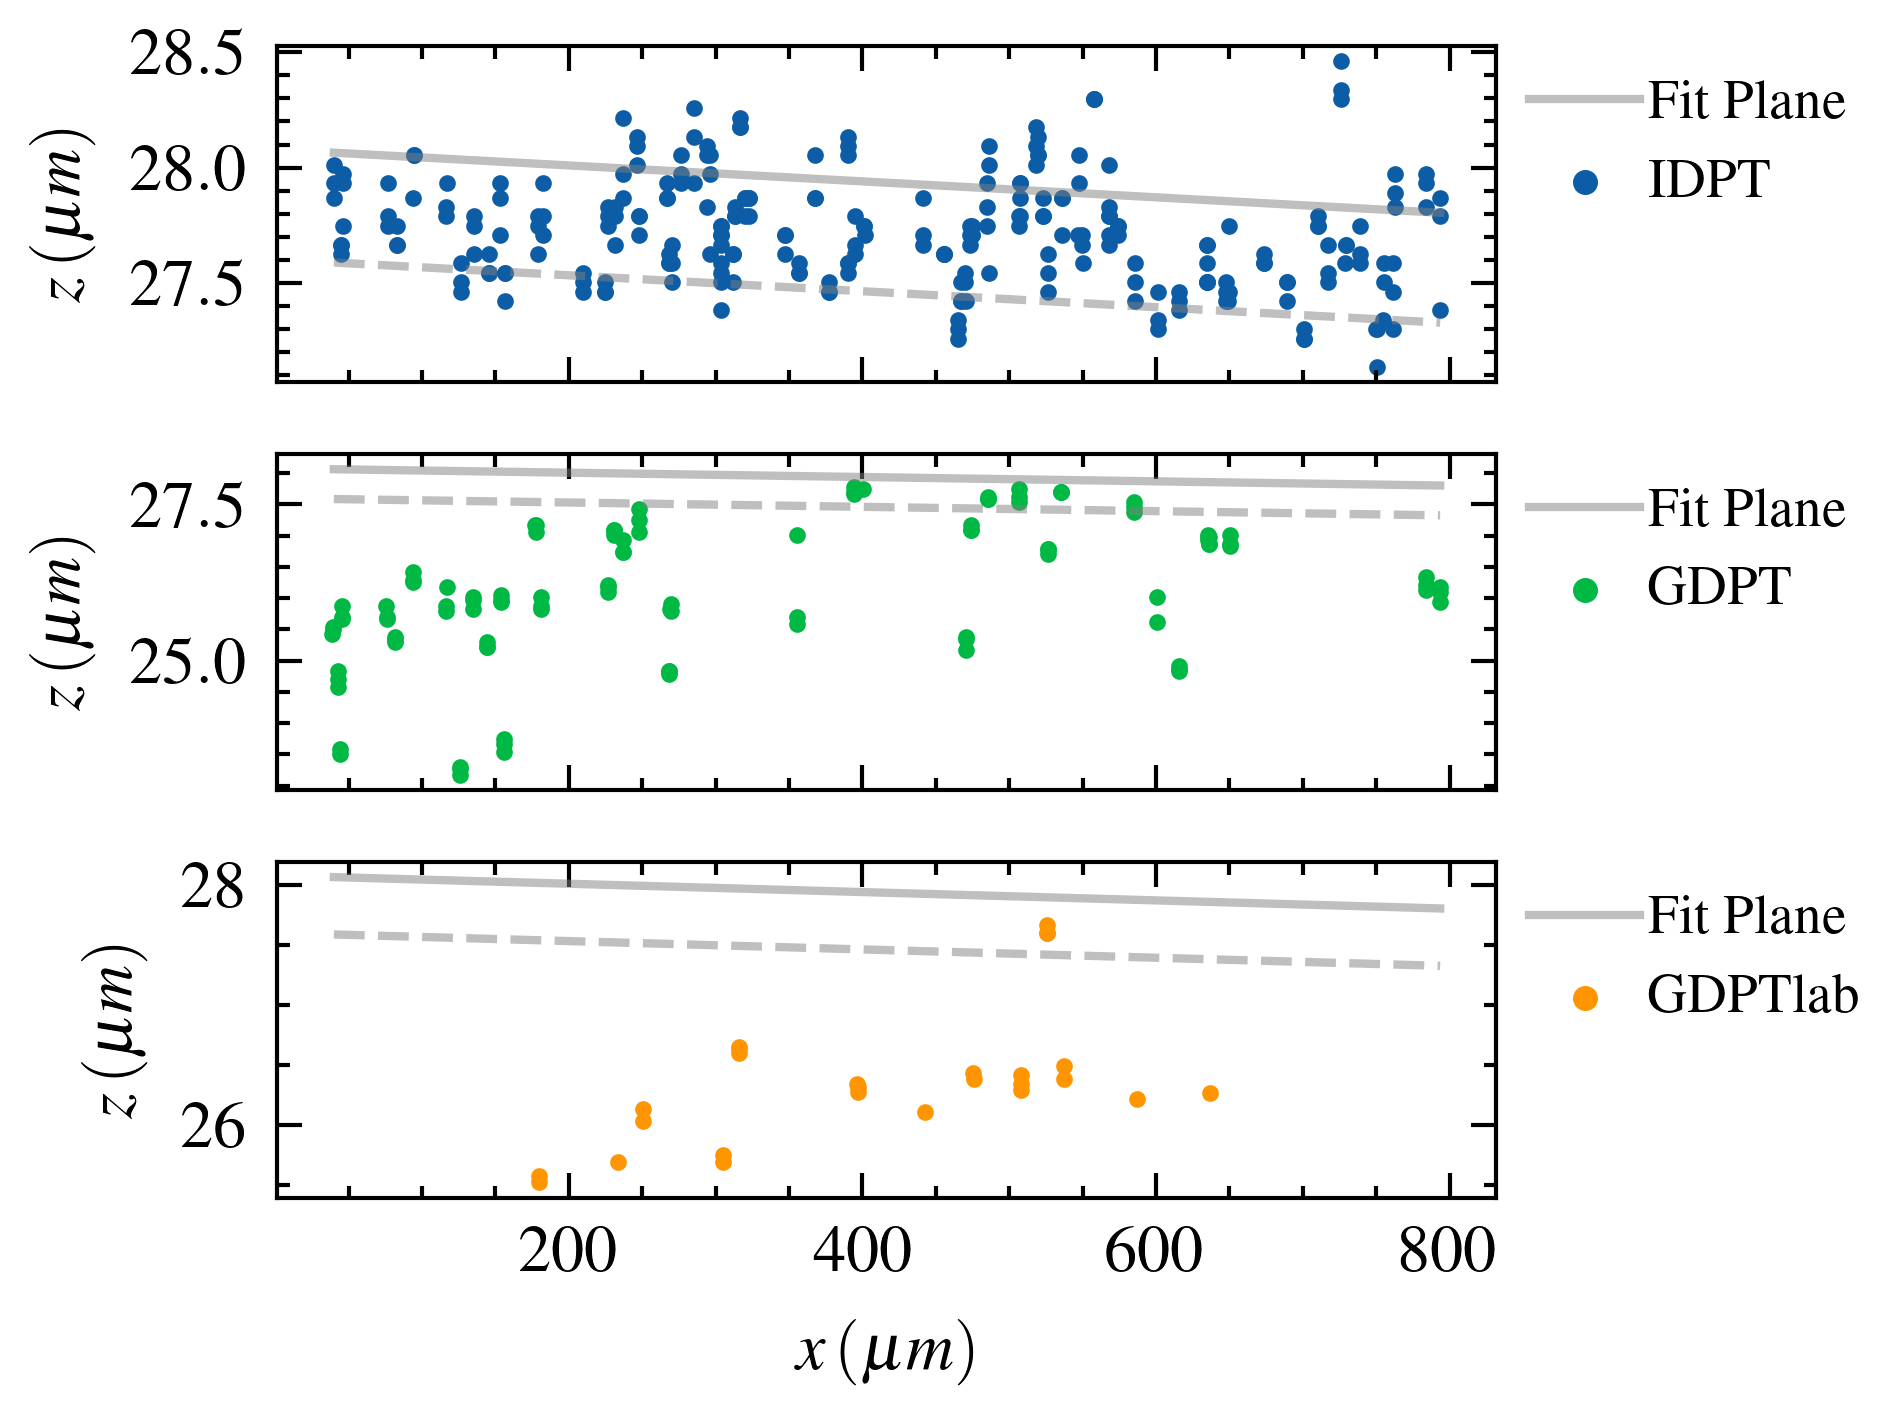 28.5
28.0
27.5
z (μm)
Fit Plane
IDPT
27.5
25.0
z (μm)
Fit Plane
GDPT
28
26
z (μm)
Fit Plane
GDPTlab
200 400 600 800
x (μm)